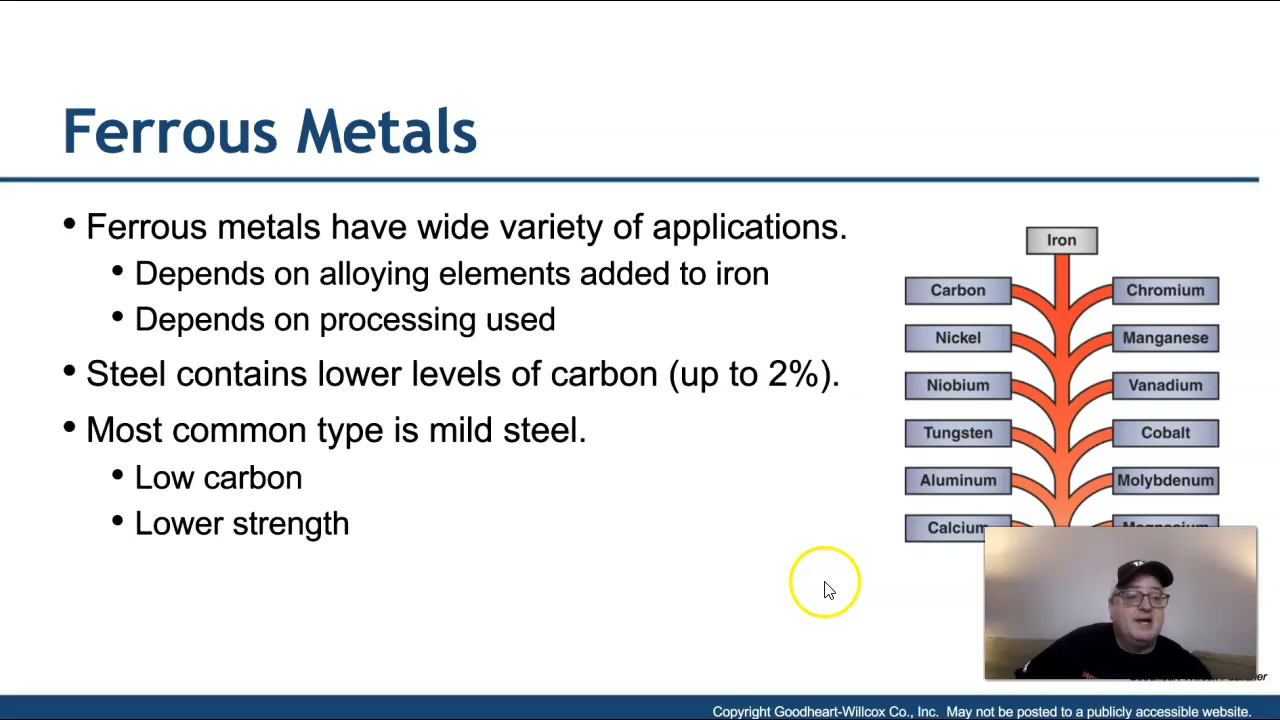 Ferrous Metals
• Ferrous metals have wide variety of applications.
• Depends on alloying elements added to iron
• Depends on processing used
• Steel contains lower levels of carbon (up to 2%).
• Most common type is mild steel.
• Low carbon
• Lower strength
Iron
Carbon
Chromium
Nickel
Manganese
Niobium
Vanadium
Tungsten
Cobalt
Aluminum
Molybdenum
Calcium
Magnesium
Copyright Goodheart-Willcox Co., Inc. May not be posted to a publicly accessible website.